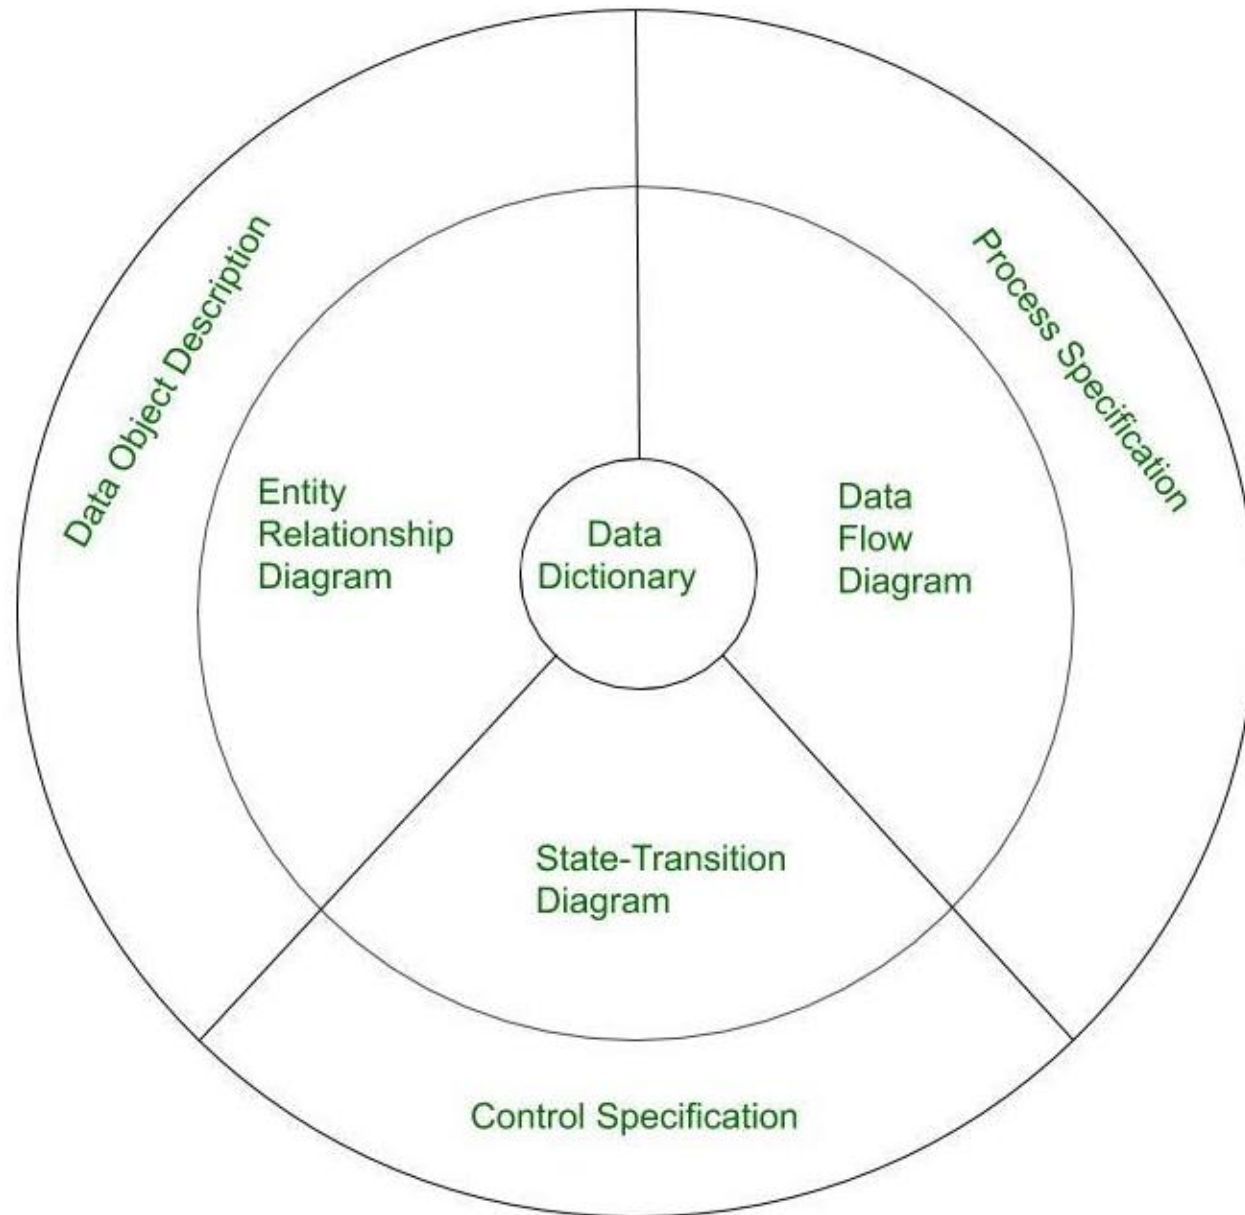 Data Object Description
Process Specification
Entity
Relationship
Diagram
Data
Dictionary
Data
Flow
Diagram
State-Transition
Diagram
Control Specification